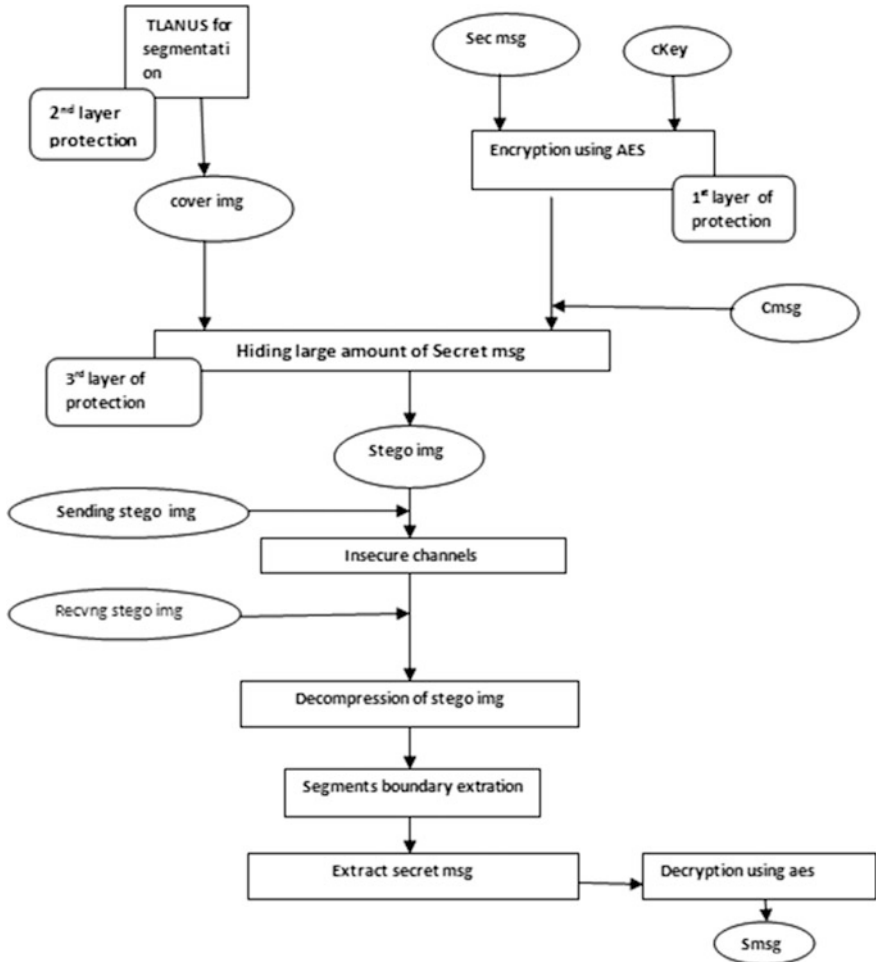 TLANUS for
segmentati
on
2nd layer
protection
Sec msg
cKey
Encryption using AES
1st layer of
protection
cover img
Cmsg
Hiding large amount of Secret msg
3rd layer of
protection
Stego img
Sending stego img
Insecure channels
Recvng stego img
Decompression of stego img
Segments boundary extration
Extract secret msg
Decryption using aes
Smsg